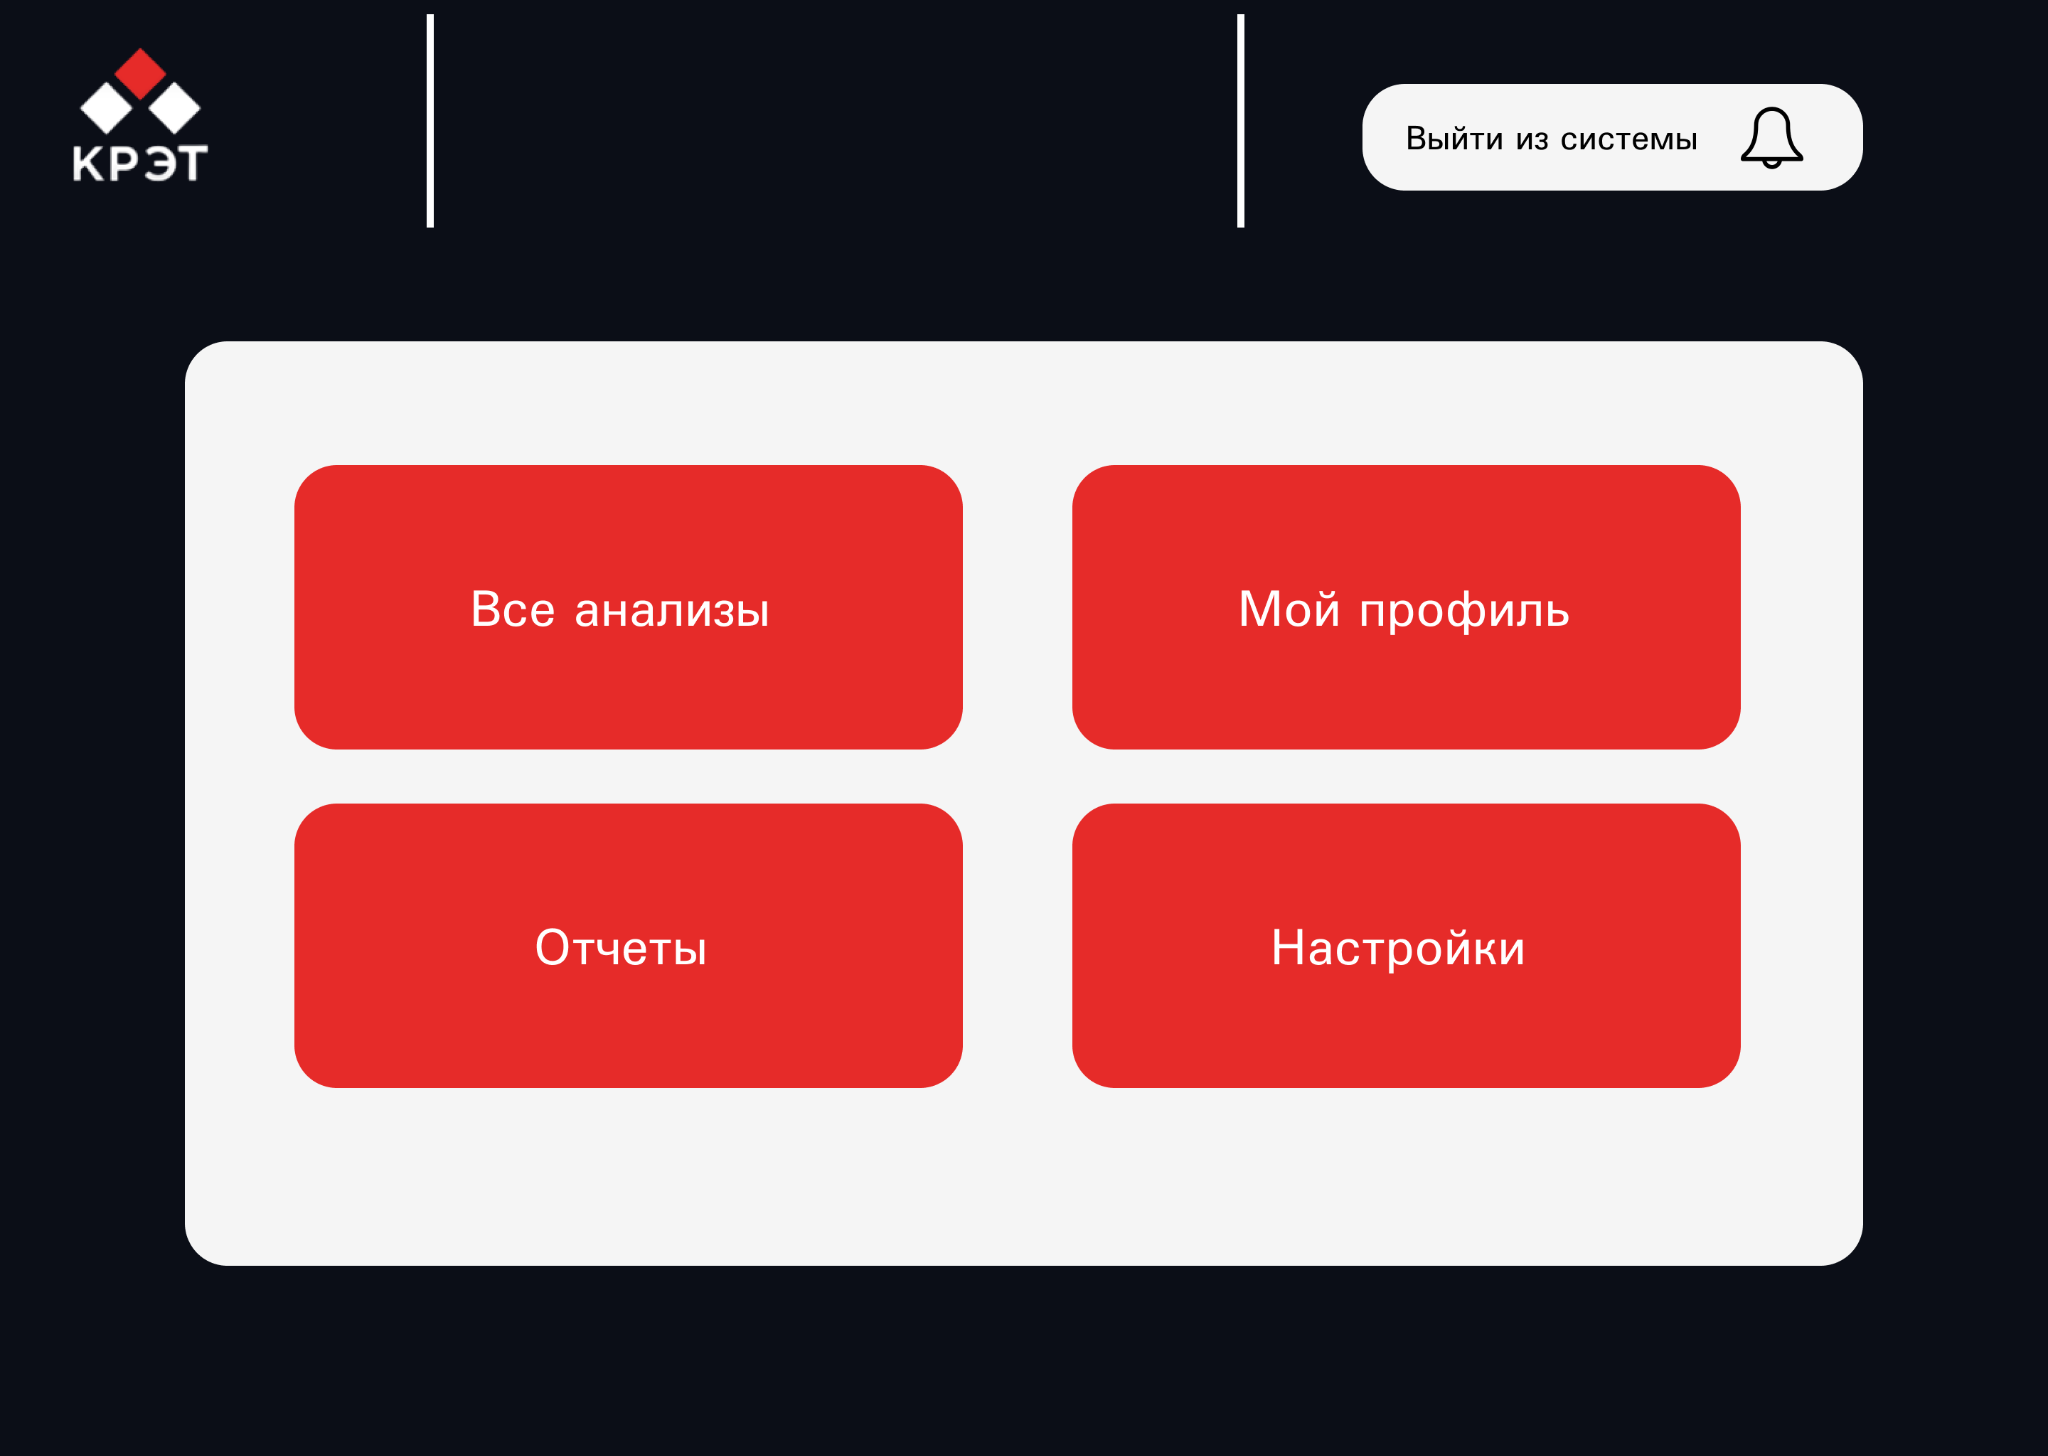 КРЭТ
Выйти из системы
Все анализы
Мой профиль
Отчеты
Настройки